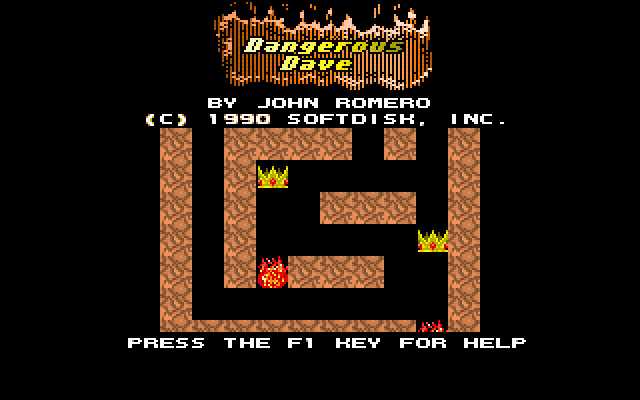 Dangerous
Dave
BY JOHN ROMERO
(C) 1990 SOFTDISK, INC.
PRESS THE F1 KEY FOR HELP